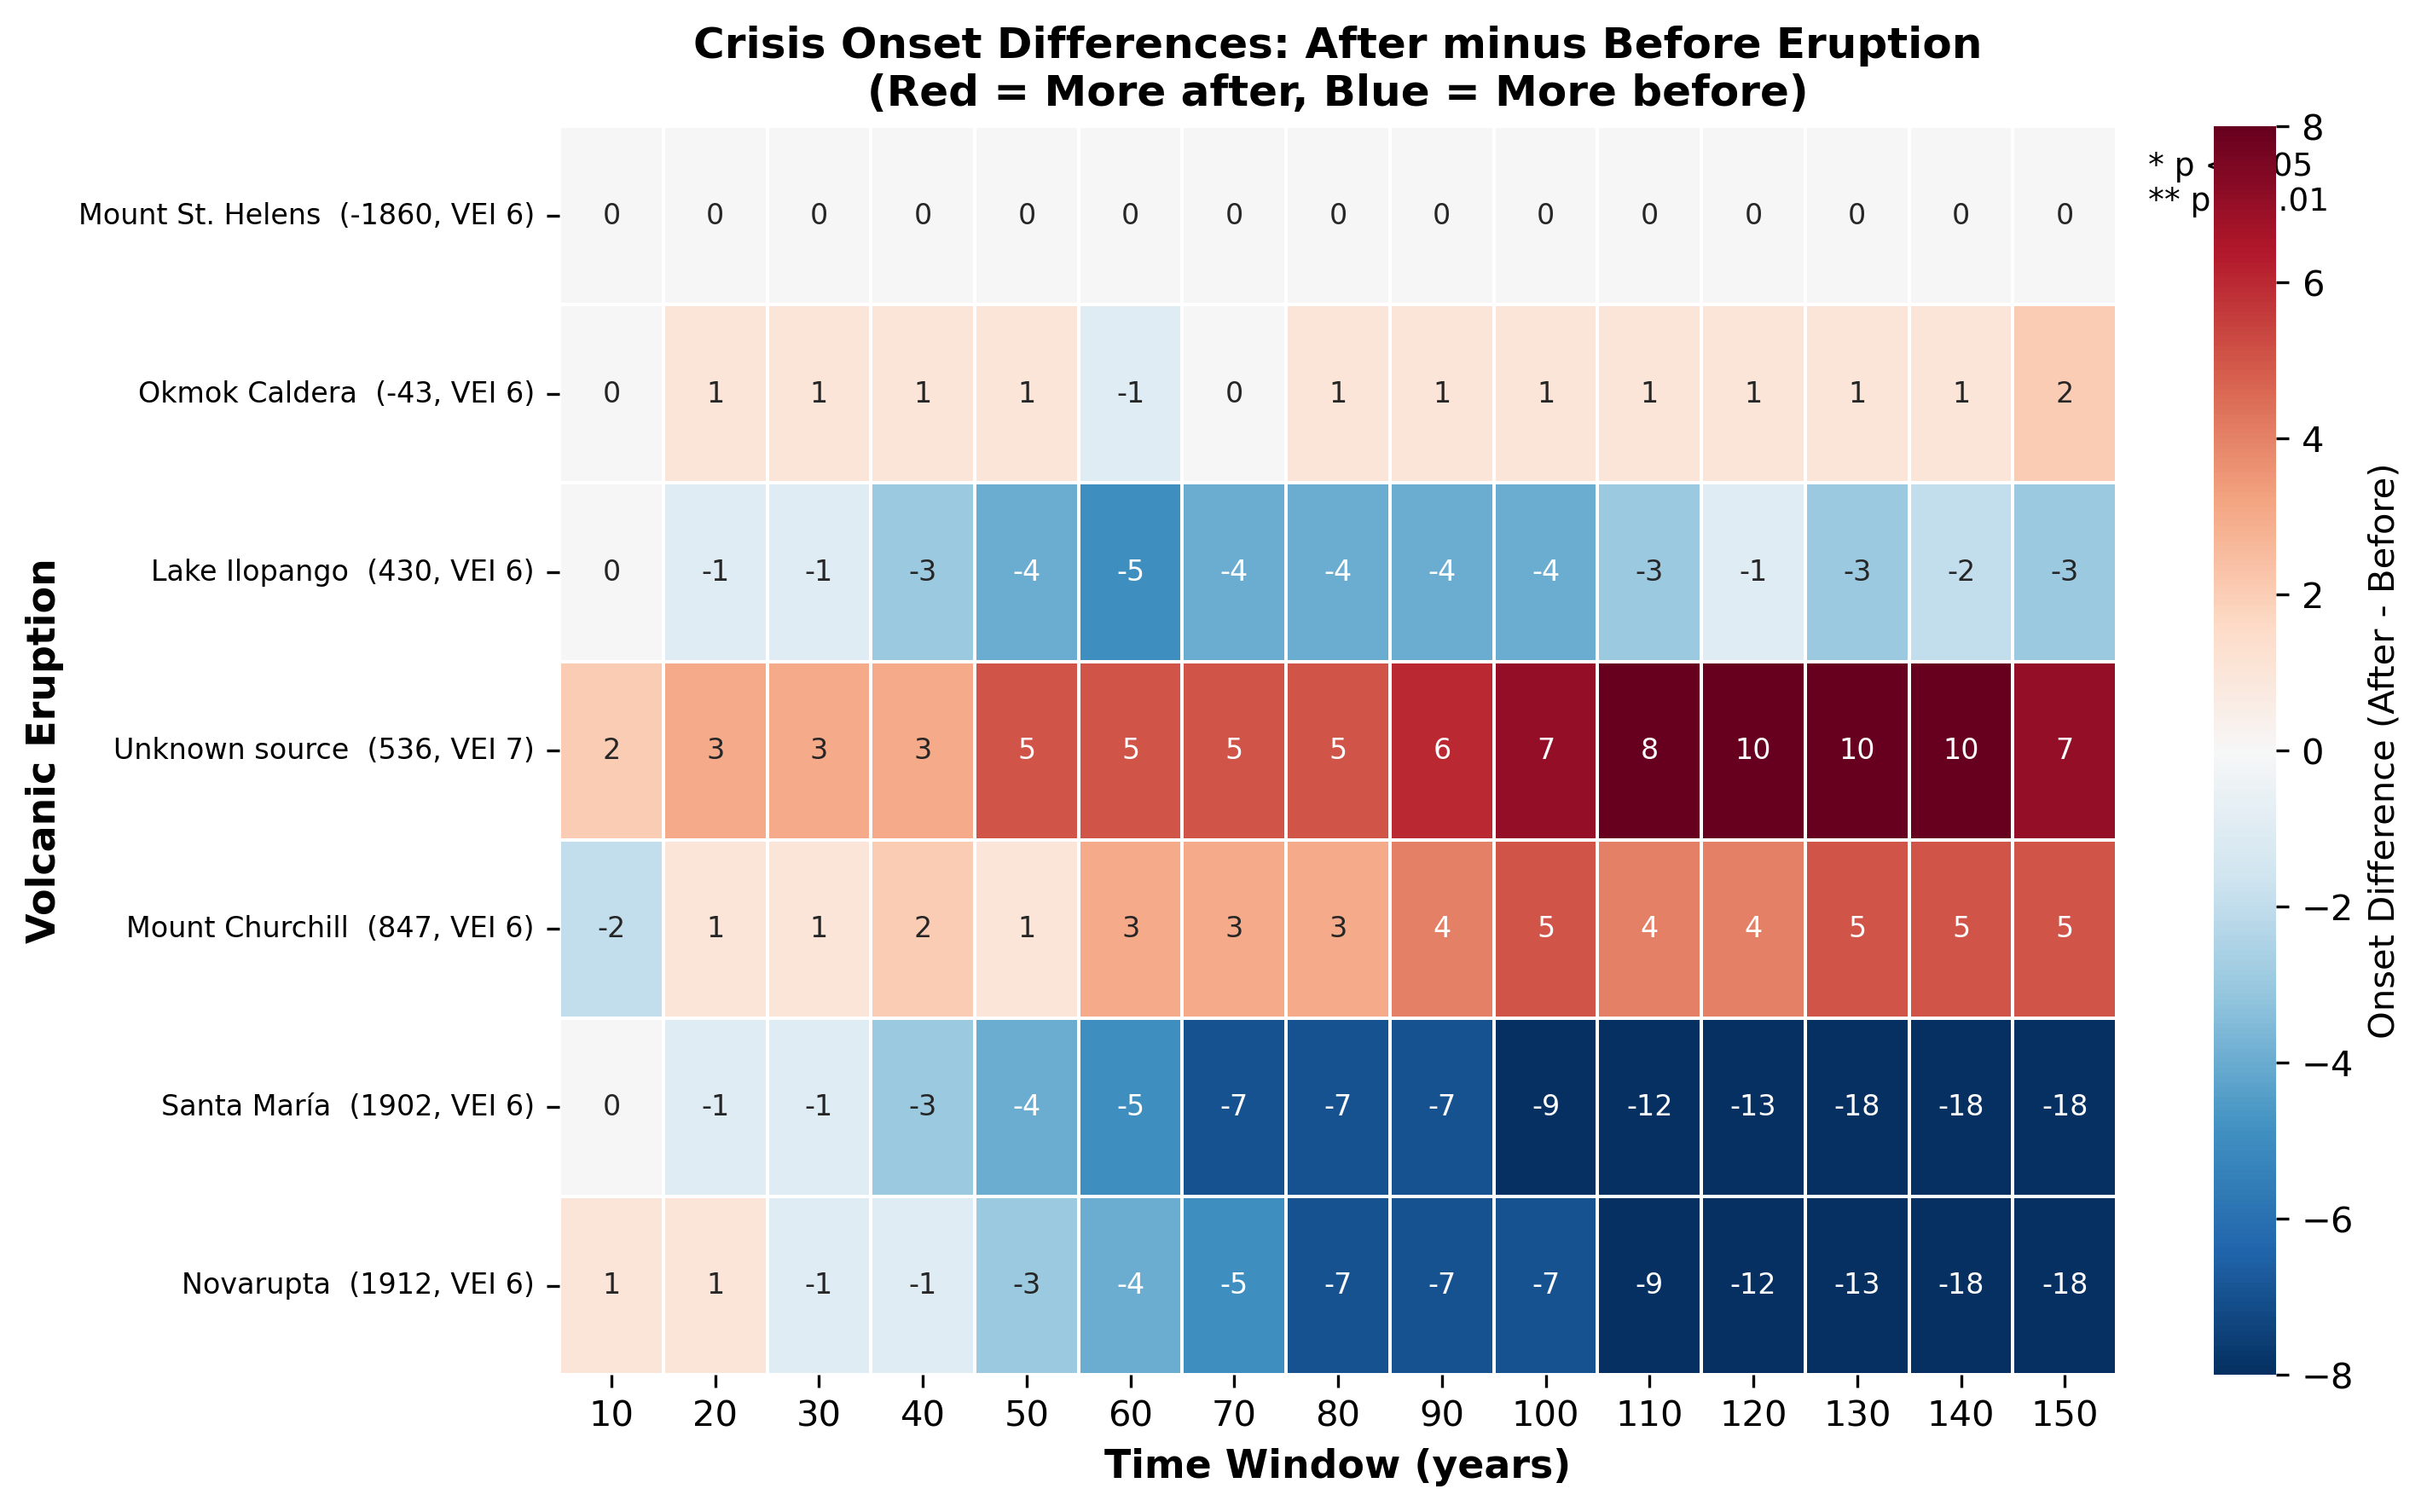 Crisis Onset Differences: After minus Before Eruption
(Red = More after, Blue = More before)
Volcanic Eruption
Mount St. Helens (-1860, VEI 6) 0 0 0 0 0 0 0 0 0 0 0 0 0 0 0
Okmok Caldera (-43, VEI 6) 0 1 1 1 1 -1 0 1 1 1 1 1 1 1 2
Lake Ilopango (430, VEI 6) 0 -1 -1 -3 -4 -5 -4 -4 -4 -4 -3 -1 -3 -2 -3
Unknown source (536, VEI 7) 2 3 3 3 5 5 5 5 6 7 8 10 10 10 7
Mount Churchill (847, VEI 6) -2 1 1 2 1 3 3 3 4 5 4 4 5 5 5
Santa María (1902, VEI 6) 0 -1 -1 -3 -4 -5 -7 -7 -7 -9 -12 -13 -18 -18 -18
Novarupta (1912, VEI 6) 1 1 -1 -1 -3 -4 -5 -7 -7 -7 -9 -12 -13 -18 -18
10 20 30 40 50 60 70 80 90 100 110 120 130 140 150
Time Window (years)
* p 05
** p .01
8
6
4
2
0
−2
−4
−6
−8
Onset Difference (After - Before)